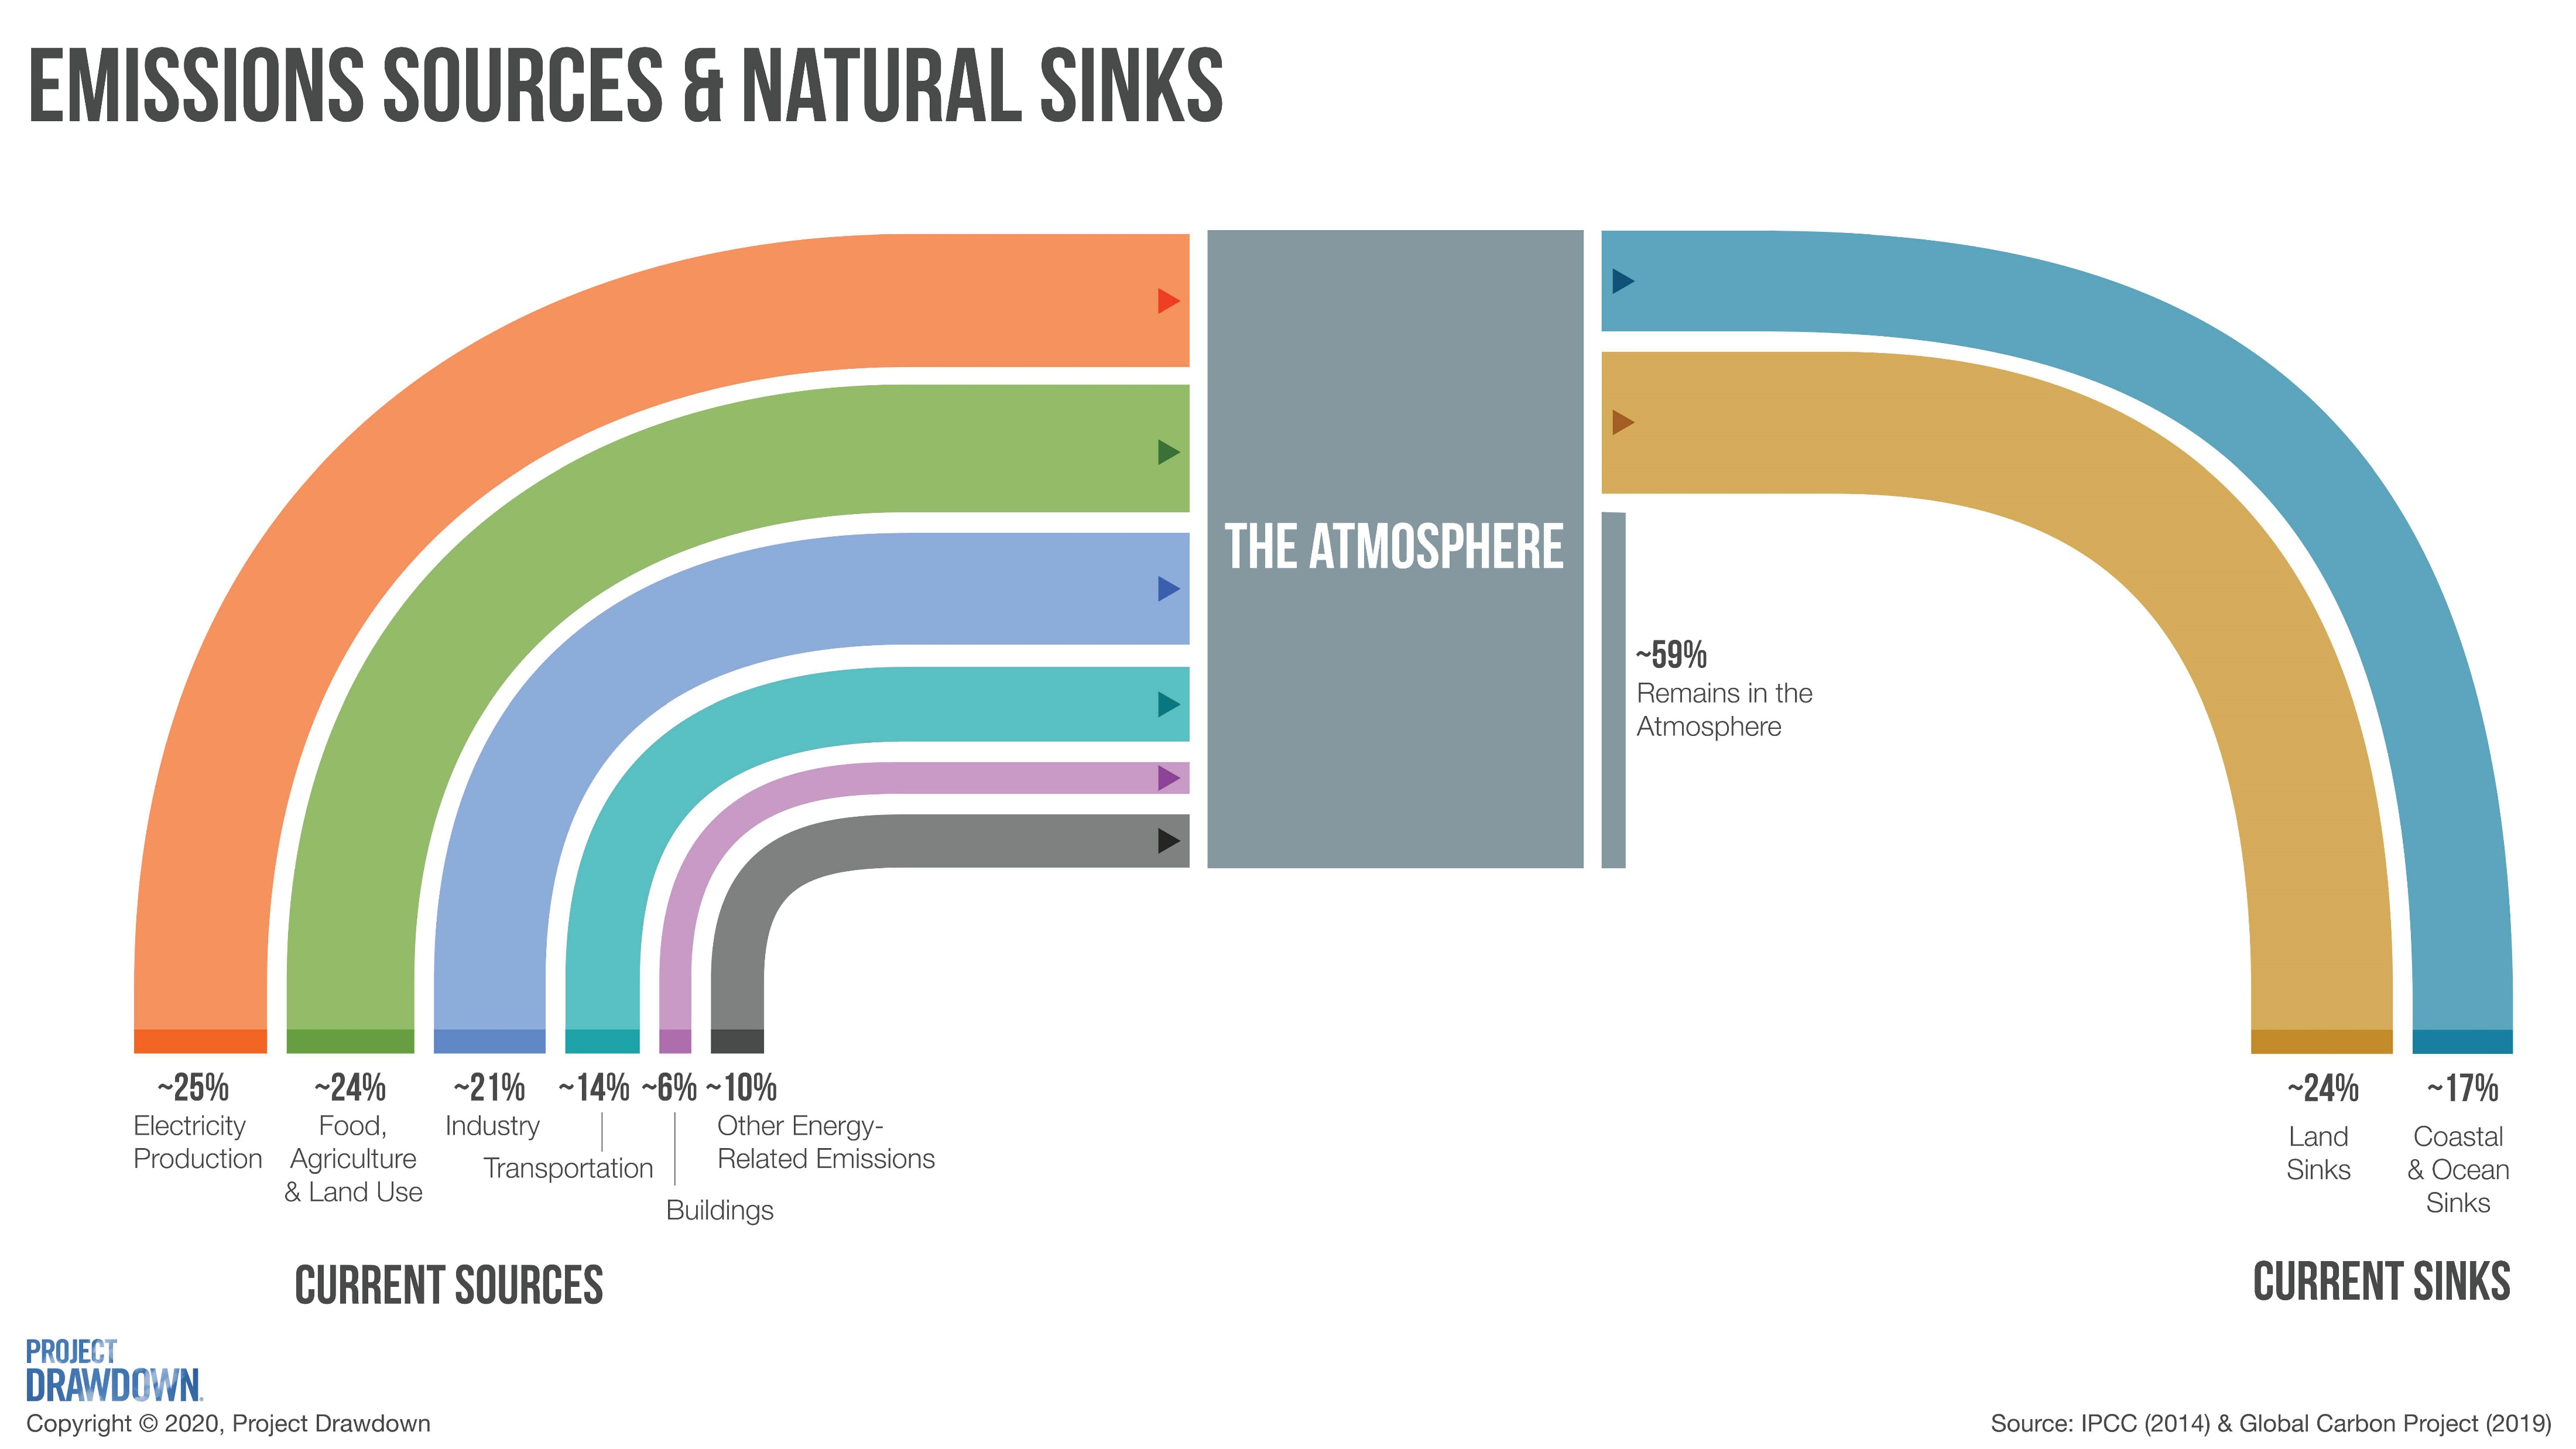 EMISSIONS SOURCES & NATURAL SINKS
THE ATMOSPHERE
~59%
Remains in the
Atmosphere
~25%
Electricity
Production
~24%
Food,
Agriculture
& Land Use
~21%
Industry
~14%
Transportation
~6%
Buildings
~10%
Other Energy-
Related Emissions
~24%
Land
Sinks
~17%
Coastal
& Ocean
Sinks
CURRENT SOURCES
CURRENT SINKS
PROJECT
DRAWDOWN.
Copyright © 2020, Project Drawdown
Source: IPCC (2014) & Global Carbon Project (2019)